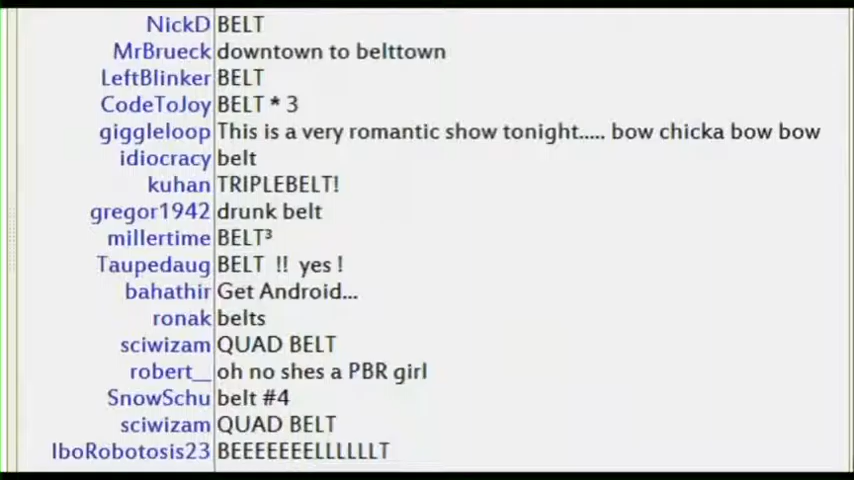 NickD BELT
MrBrueck downtown to belttown
LeftBlinker BELT
CodeToJoy BELT * 3
giggleloop This is a very romantic show tonight..... bow chicka bow bow
idiocracy belt
kuhan TRIPLEBELT!
gregor1942 drunk belt
millertime BELT³
Taupedaug BELT !! yes !
bahathir Get Android...
ronak belts
sciwizam QUAD BELT
robert__ oh no shes a PBR girl
SnowSchu belt #4
sciwizam QUAD BELT
IboRobotosis23 BEEEEEEELLLLLLT